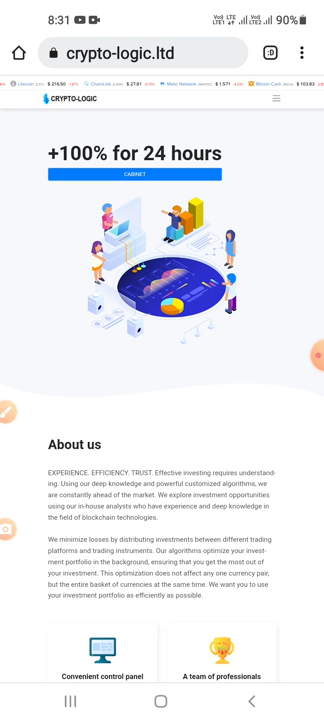 8:31
Vo) LTE Vo)
LTE1 LTE2 90%
crypto-logic.ltd
:D
Litecoin (LTC) $ 216.50 ChainLink (LINK) $ 27.81 Matic Network (MATIC) $ 1.571 Bitcoin Cash $ 103.83
CRYPTO-LOGIC
+100% for 24 hours
CABINET
About us
EXPERIENCE. EFFICIENCY. TRUST. Effective investing requires understand-
ing. Using our deep knowledge and powerful customized algorithms, we
are constantly ahead of the market. We explore investment opportunities
using our in-house analysts who have experience and deep knowledge in
the field of blockchain technologies.
We minimize losses by distributing investments between different trading
platforms and trading instruments. Our algorithms optimize your invest-
ment portfolio in the background, ensuring that you get the most out of
your investment. This optimization does not affect any one currency pair,
but the entire basket of currencies at the same time. We want you to use
your investment portfolio as efficiently as possible.
Convenient control panel
A team of professionals